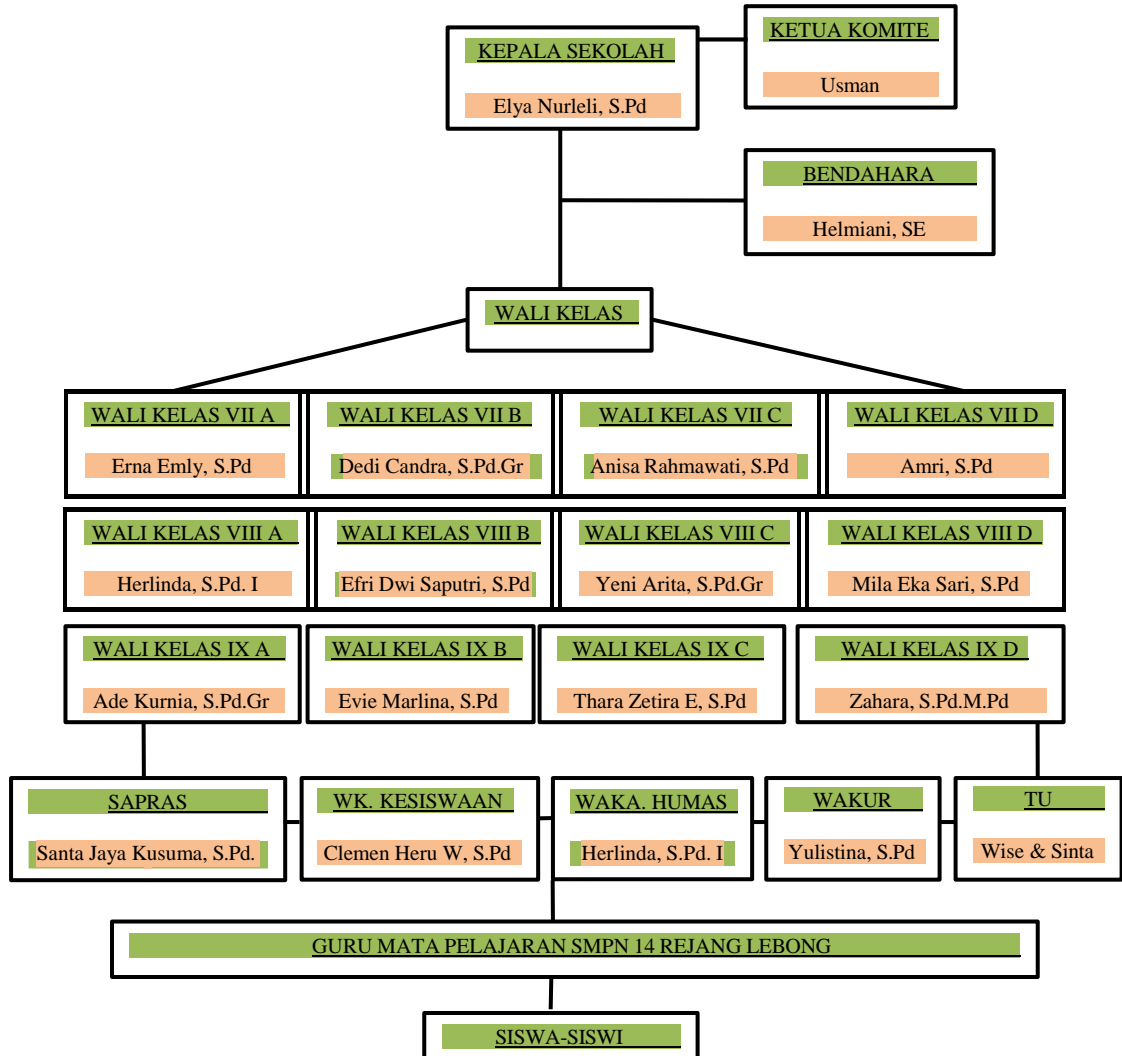 KEPALA SEKOLAH
Elya Nurleli, S.Pd
KETUA KOMITE
Usman
BENDAHARA
Helmiani, SE
WALI KELAS
WALI KELAS VII A
Erna Emly, S.Pd
WALI KELAS VII B
Dedi Candra, S.Pd.Gr
WALI KELAS VII C
Anisa Rahmawati, S.Pd
WALI KELAS VII D
Amri, S.Pd
WALI KELAS VIII A
Herlinda, S.Pd. I
WALI KELAS VIII B
Efri Dwi Saputri, S.Pd
WALI KELAS VIII C
Yeni Arita, S.Pd.Gr
WALI KELAS VIII D
Mila Eka Sari, S.Pd
WALI KELAS IX A
Ade Kurnia, S.Pd.Gr
WALI KELAS IX B
Evie Marlina, S.Pd
WALI KELAS IX C
Thara Zetira E, S.Pd
WALI KELAS IX D
Zahara, S.Pd.M.Pd
SAPRAS
Santa Jaya Kusuma, S.Pd.
WK. KESISWAAN
Clemen Heru W, S.Pd
WAKA. HUMAS
Herlinda, S.Pd. I
WAKUR
Yulistina, S.Pd
TU
Wise & Sinta
GURU MATA PELAJARAN SMPN 14 REJANG LEBONG
SISWA-SISWI